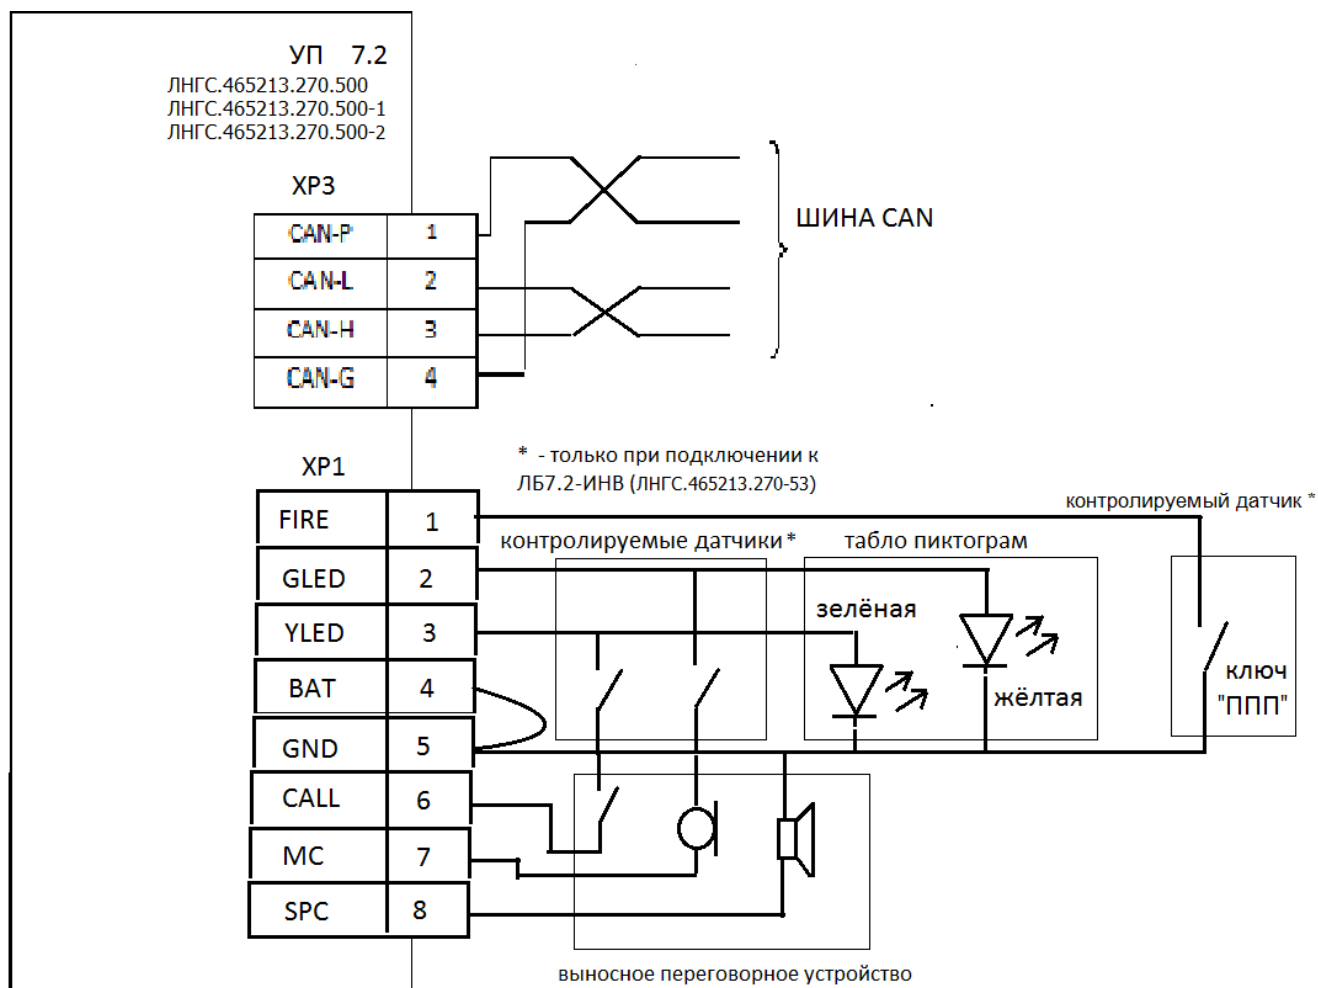 УП 7.2
ЛНГС.465213.270.500
ЛНГС.465213.270.500-1
ЛНГС.465213.270.500-2
XP3
CAN-P 1
CAN-L 2
CAN-H 3
CAN-G 4
ШИНА CAN
* - только при подключении к
ЛБ7.2-ИНВ (ЛНГС.465213.270-53)
XP1
FIRE 1
GLED 2
YLED 3
BAT 4
GND 5
CALL 6
MC 7
SPC 8
контролируемый датчик *
контролируемые датчики *
табло пиктограм
зелёная
жёлтая
ключ
"ППП"
выносное переговорное устройство